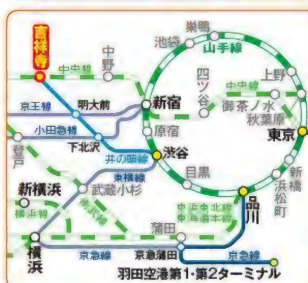 巣鴨
池袋
山手線
吉祥寺
中野
中央線
上野
四ツ谷
中央線
新宿
御茶ノ水
秋葉原
京王線
明大前
小田急線
原宿
東京
登戸
下北沢
井の頭線
渋谷
新橋
東横線
目黒
浜松町
新横浜
武蔵小杉
横浜線
南武線
品川
蒲田
横浜
京急線
京急蒲田
京急線
羽田空港第1・第2ターミナル